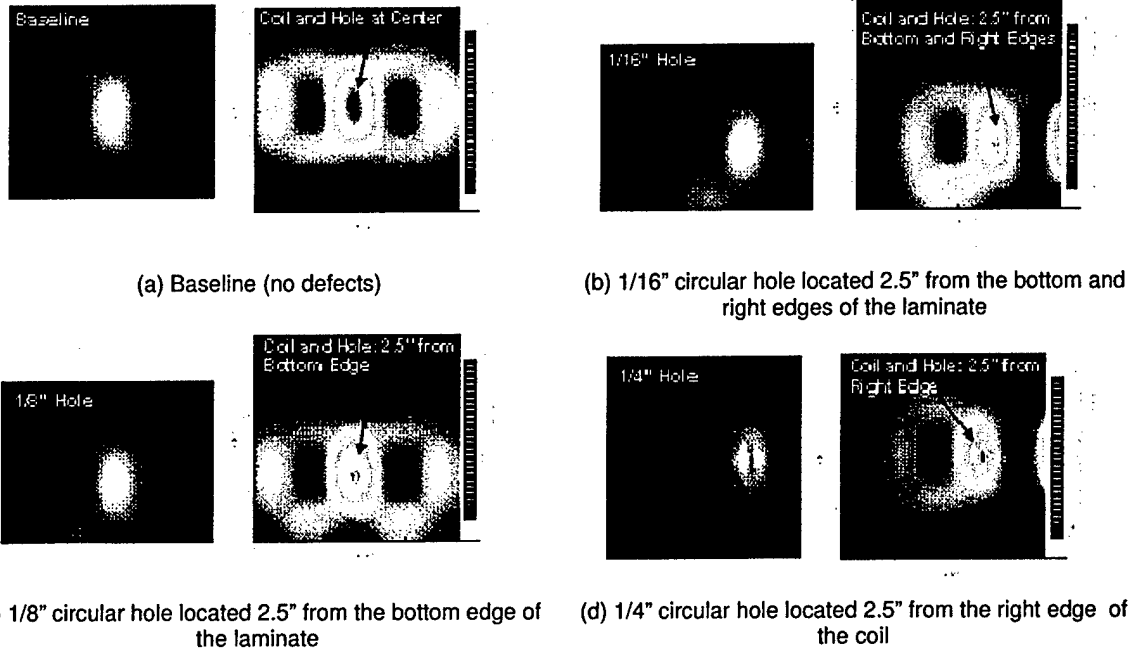 Baseline
Coil and Hole at Center
1/16" Hole
Coil and Hole: 2.5" from
Bottom and Right Edges
(a) Baseline (no defects)
(b) 1/16” circular hole located 2.5” from the bottom and
right edges of the laminate
1/8" Hole
Coil and Hole: 2.5" from
Bottom Edge
1/4" Hole
Coil and Hole: 2.5" from
Right Edge
1/8” circular hole located 2.5” from the bottom edge of
the laminate
(d) 1/4” circular hole located 2.5” from the right edge of
the coil